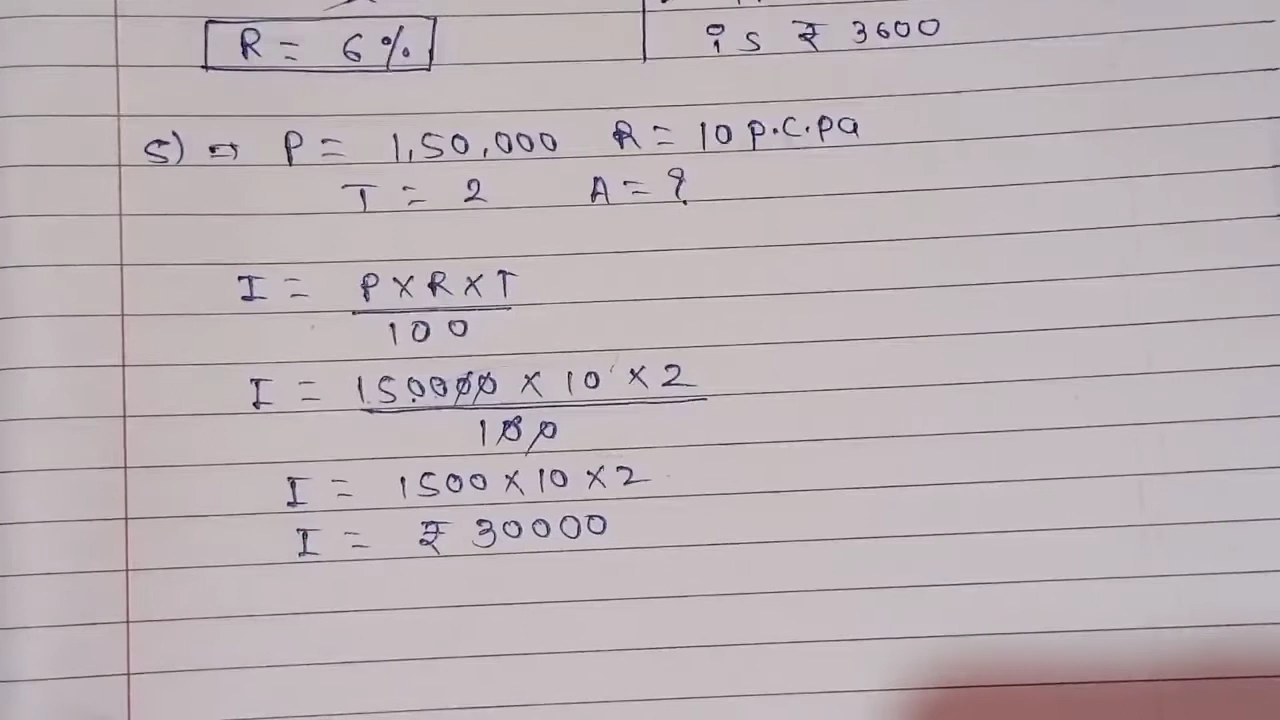 R = 6%
is ₹ 3600
5) ⇒ P = 1,50,000 R = 10 p.c.pa
T = 2 A = ?
I = P × R × T
100
I = 150000 × 10 × 2
100
I = 1500 × 10 × 2
I = ₹ 30000